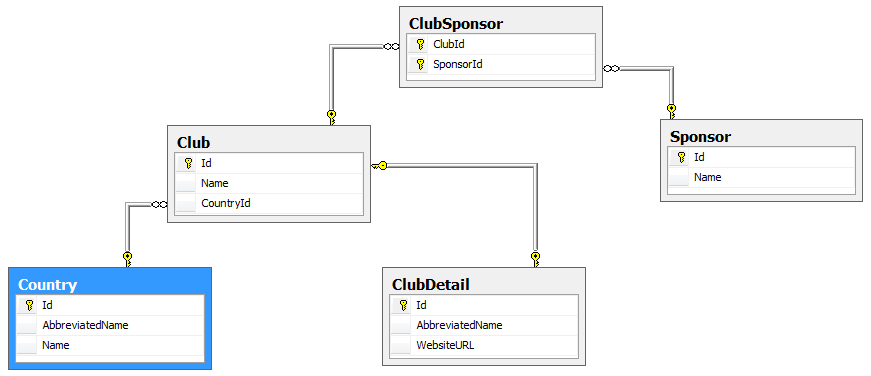 ClubSponsor
ClubId
SponsorId
Club
Id
Name
CountryId
Sponsor
Id
Name
Country
Id
AbbreviatedName
Name
ClubDetail
Id
AbbreviatedName
WebsiteURL